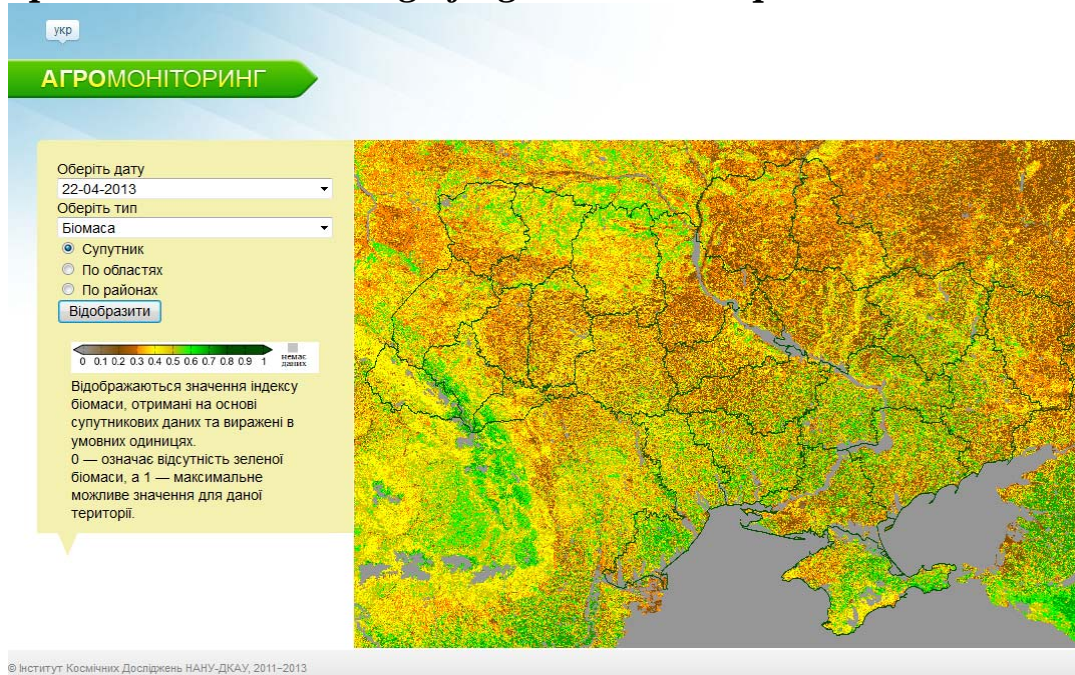 укр
АГРОМОНІТОРИНГ
Оберіть дату
22-04-2013
Оберіть тип
Біомаса
Супутник
По областях
По районах
Відобразити
0 0.1 0.2 0.3 0.4 0.5 0.6 0.7 0.8 0.9 1
немає
даних
Відображаються значення індексу
біомаси, отримані на основі
супутникових даних та виражені в
умовних одиницях.
0 — означає відсутність зеленої
біомаси, а 1 — максимальне
можливе значення для даної
території.
© Інститут Космічних Досліджень НАНУ-ДКАУ, 2011–2013